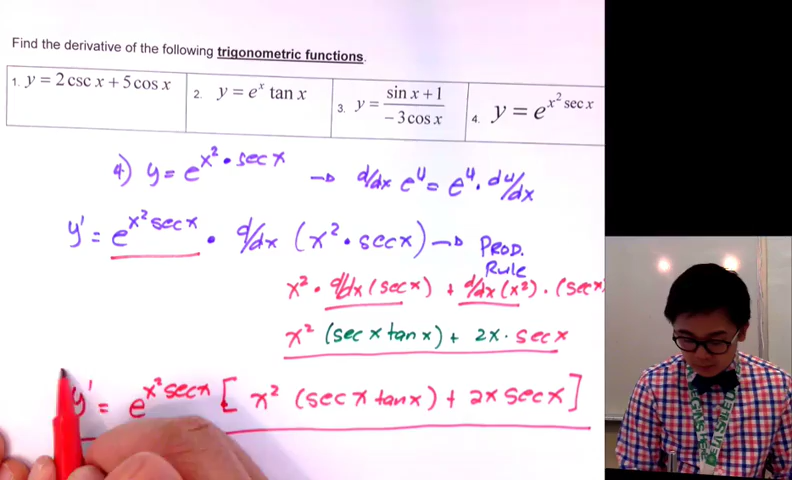 Find the derivative of the following trigonometric functions.
1. y = 2 csc x + 5 cos x
2. y = eˣ tan x
3. y = (sin x + 1)/(−3 cos x)
4. y = e^(x² sec x)
4) y = e^(x² · sec x) → d/dx e^u = e^u · du/dx
y' = e^(x² sec x) · d/dx (x² · sec x) → Prod. Rule
x² · d/dx (sec x) + d/dx (x²) · (sec x
x² (sec x tan x) + 2x · sec x
y' = e^(x² sec x) [ x² (sec x tan x) + 2x sec x ]